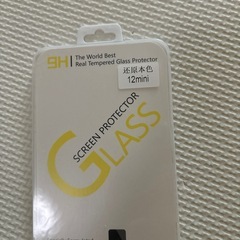 9H
The World Best
Real Tempered Glass Protector
还原本色
12mini
SCREEN PROTECTOR
GLASS